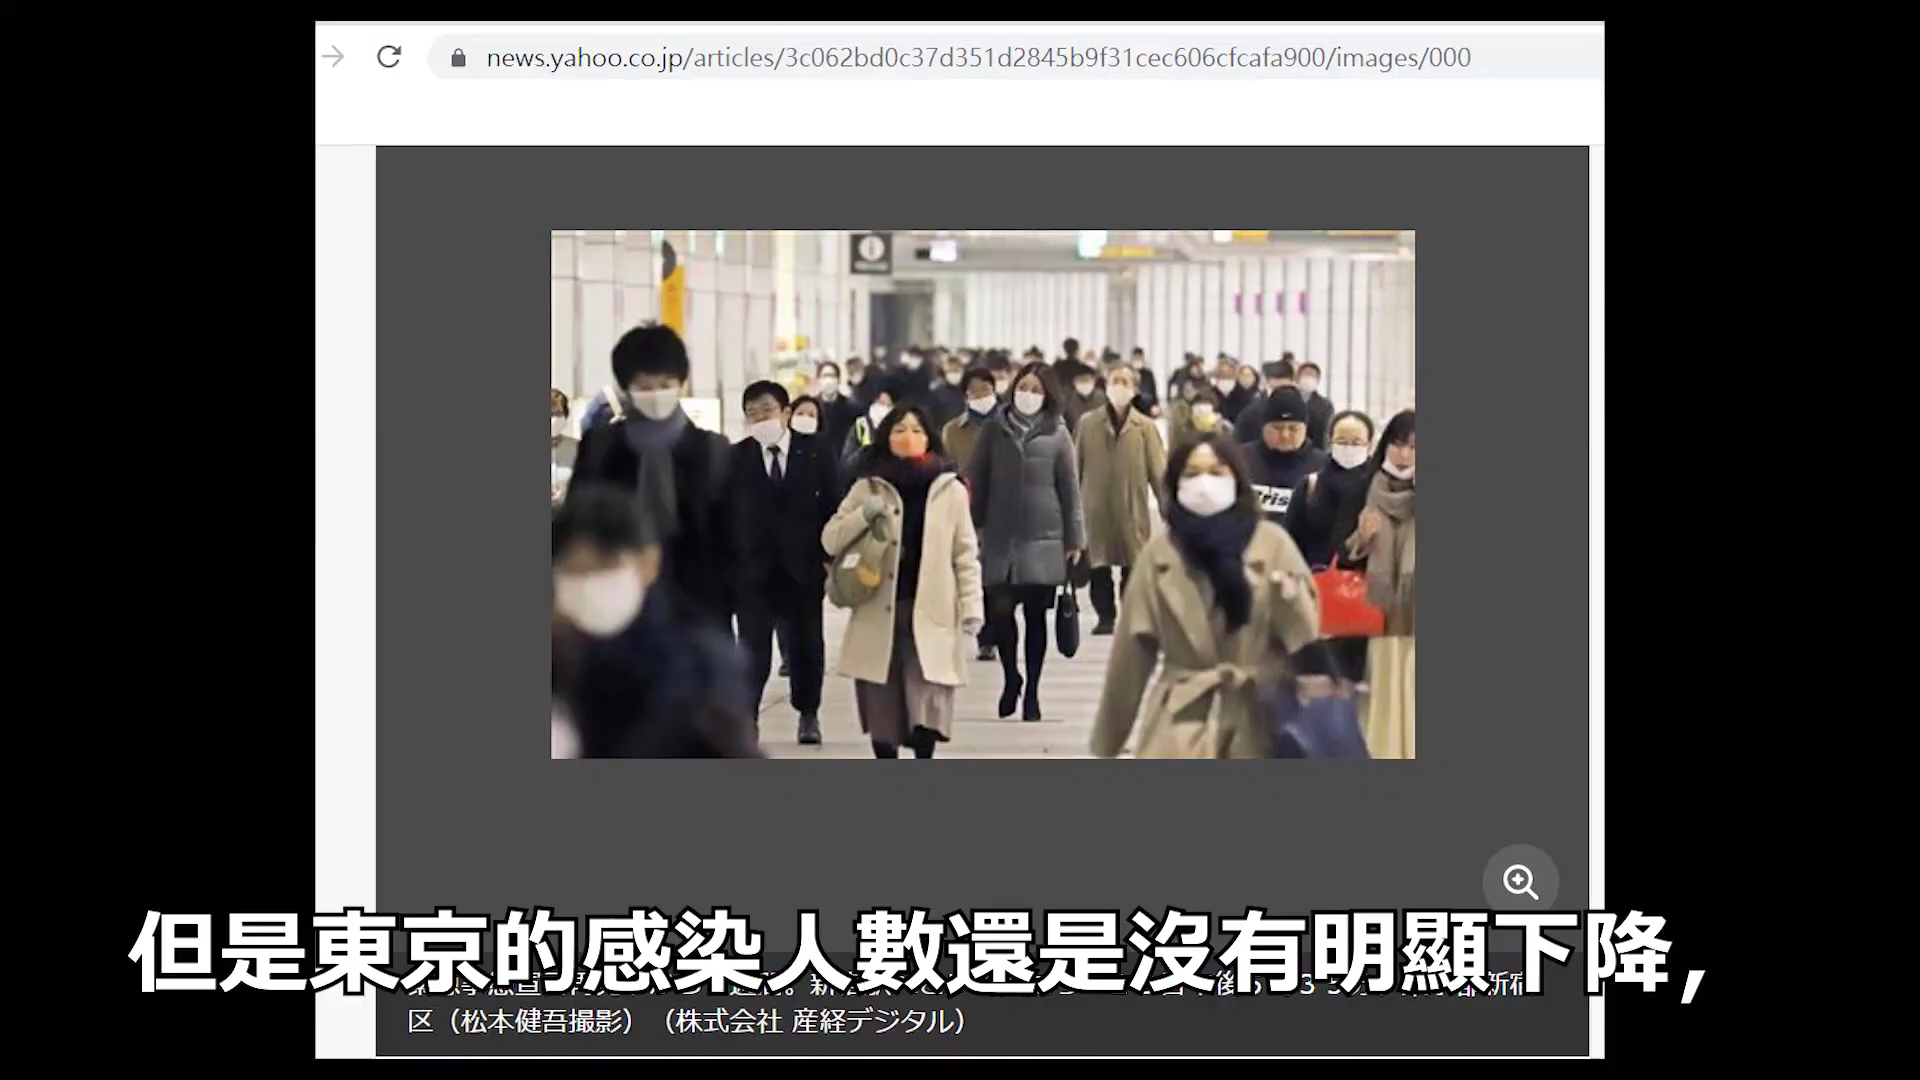 news.yahoo.co.jp/articles/3c062bd0c37d351d2845b9f31cec606cfcafa900/images/000
但是東京的感染人數還是沒有明顯下降,
区（松本健吾撮影）（株式会社 産経デジタル）